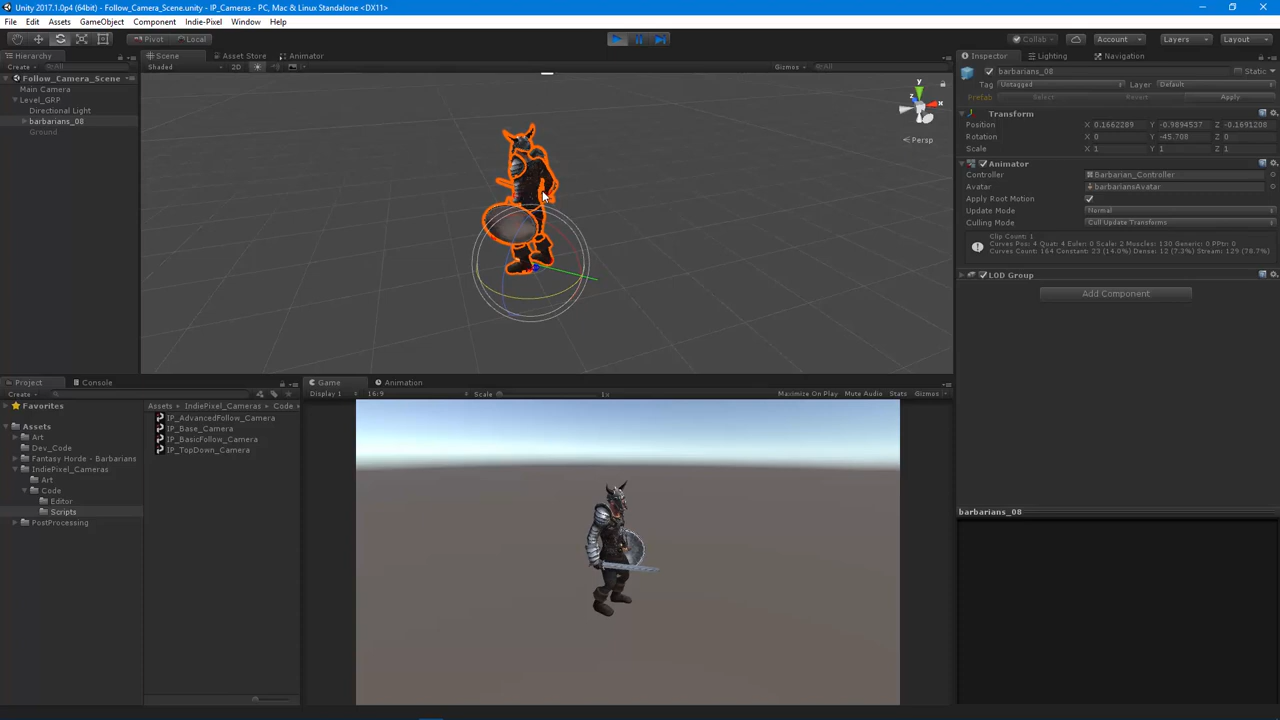 Unity 2017.1.0p4 (64bit) - Follow_Camera_Scene.unity - IP_Cameras - PC, Mac & Linux Standalone <DX11>
File Edit Assets GameObject Component Indie-Pixel Window Help
Pivot Local Collab Account Layers Layout
Hierarchy
Create All
Follow_Camera_Scene
Main Camera
Level_GRP
Directional Light
barbarians_08
Ground
Scene Asset Store Animator
Shaded 2D Gizmos All
y
x
z
Persp
Inspector Lighting Navigation
barbarians_08 Static
Tag Untagged Layer Default
Prefab Select Revert Apply
Transform
Position X 0.1662289 Y -0.9894537 Z -0.1691208
Rotation X 0 Y -45.708 Z 0
Scale X 1 Y 1 Z 1
Animator
Controller Barbarian_Controller
Avatar barbariansAvatar
Apply Root Motion
Update Mode Normal
Culling Mode Cull Update Transforms
Clip Count: 1
Curves Pos: 4 Quat: 4 Euler: 0 Scale: 2 Muscles: 130 Generic: 0 PPtr: 0
Curves Count: 164 Constant: 23 (14.0%) Dense: 12 (7.3%) Stream: 129 (78.7%)
LOD Group
Add Component
barbarians_08
Project Console
Create
Favorites
Assets
Art
Dev_Code
Fantasy Horde - Barbarians
IndiePixel_Cameras
Art
Code
Editor
Scripts
PostProcessing
Assets IndiePixel_Cameras Code
IP_AdvancedFollow_Camera
IP_Base_Camera
IP_BasicFollow_Camera
IP_TopDown_Camera
Game Animation
Display 1 16:9 Scale 1x Maximize On Play Mute Audio Stats Gizmos